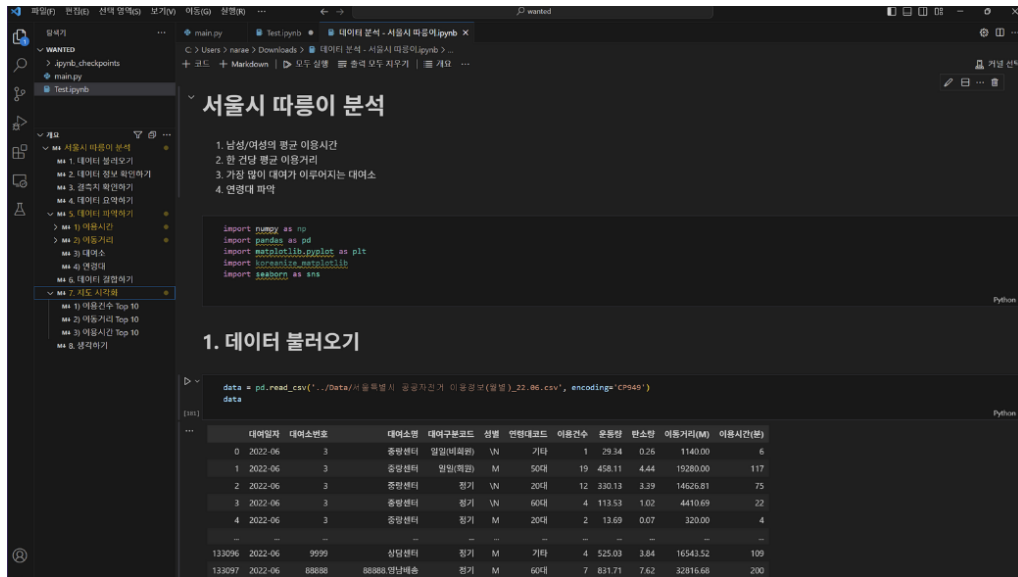 파일(F) 편집(E) 선택 영역(S) 보기(V) 이동(G) 실행(R) ··· wanted
탐색기 ···
WANTED
.ipynb_checkpoints
main.py
Test.ipynb
개요 ···
서울시 따릉이 분석
1. 데이터 불러오기
2. 데이터 정보 확인하기
3. 결측치 확인하기
4. 데이터 요약하기
5. 데이터 파악하기
1) 이용시간
2) 이동거리
3) 대여소
4) 연령대
6. 데이터 결합하기
7. 지도 시각화
1) 이용건수 Top 10
2) 이동거리 Top 10
3) 이용시간 Top 10
8. 생각하기
main.py Test.ipynb 데이터 분석 - 서울시 따릉이.ipynb
C: > Users > narae > Downloads > 데이터 분석 - 서울시 따릉이.ipynb > ...
+ 코드 + Markdown | 모두 실행 출력 모두 지우기 | 개요 ··· 커널 선택
서울시 따릉이 분석
1. 남성/여성의 평균 이용시간
2. 한 건당 평균 이용거리
3. 가장 많이 대여가 이루어지는 대여소
4. 연령대 파악
import numpy as np
import pandas as pd
import matplotlib.pyplot as plt
import koreanize_matplotlib
import seaborn as sns
Python
1. 데이터 불러오기
data = pd.read_csv('../Data/서울특별시 공공자전거 이용정보(월별)_22.06.csv', encoding='CP949')
data
[101] Python
대여일자 대여소번호 대여소명 대여구분코드 성별 연령대코드 이용건수 운동량 탄소량 이동거리(M) 이용시간(분)
0 2022-06 3 중랑센터 일일(비회원) \N 기타 1 29.34 0.26 1140.00 6
1 2022-06 3 중랑센터 일일(회원) M 50대 19 458.11 4.44 19280.00 117
2 2022-06 3 중랑센터 정기 \N 20대 12 330.13 3.39 14626.81 75
3 2022-06 3 중랑센터 정기 \N 60대 4 113.53 1.02 4410.69 22
4 2022-06 3 중랑센터 정기 M 20대 2 13.69 0.07 320.00 4
... ... ... ... ... ... ... ... ... ... ... ...
133096 2022-06 9999 상담센터 정기 M 기타 4 525.03 3.84 16543.52 109
133097 2022-06 88888 88888.영남배송 정기 M 60대 7 831.71 7.62 32816.68 200